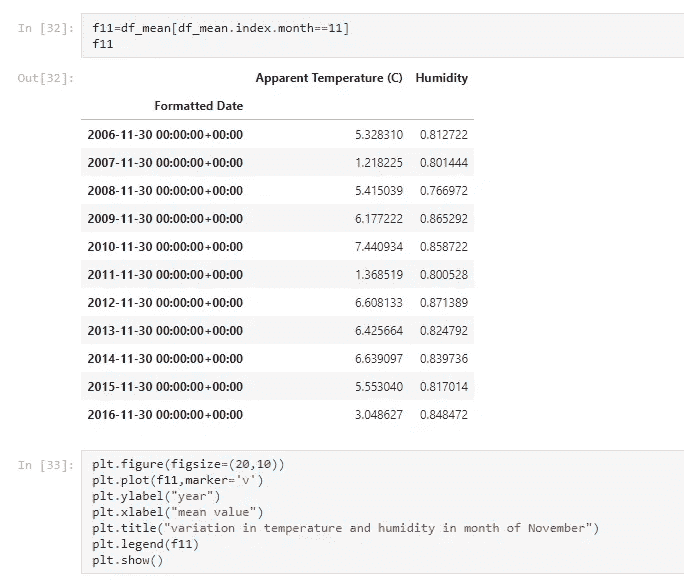 In [32]: f11=df_mean[df_mean.index.month==11]
f11
Out[32]:
Apparent Temperature (C) Humidity
Formatted Date
2006-11-30 00:00:00+00:00 5.328310 0.812722
2007-11-30 00:00:00+00:00 1.218225 0.801444
2008-11-30 00:00:00+00:00 5.415039 0.766972
2009-11-30 00:00:00+00:00 6.177222 0.865292
2010-11-30 00:00:00+00:00 7.440934 0.858722
2011-11-30 00:00:00+00:00 1.368519 0.800528
2012-11-30 00:00:00+00:00 6.608133 0.871389
2013-11-30 00:00:00+00:00 6.425664 0.824792
2014-11-30 00:00:00+00:00 6.639097 0.839736
2015-11-30 00:00:00+00:00 5.553040 0.817014
2016-11-30 00:00:00+00:00 3.048627 0.848472
In [33]: plt.figure(figsize=(20,10))
plt.plot(f11,marker='v')
plt.ylabel("year")
plt.xlabel("mean value")
plt.title("variation in temperature and humidity in month of November")
plt.legend(f11)
plt.show()